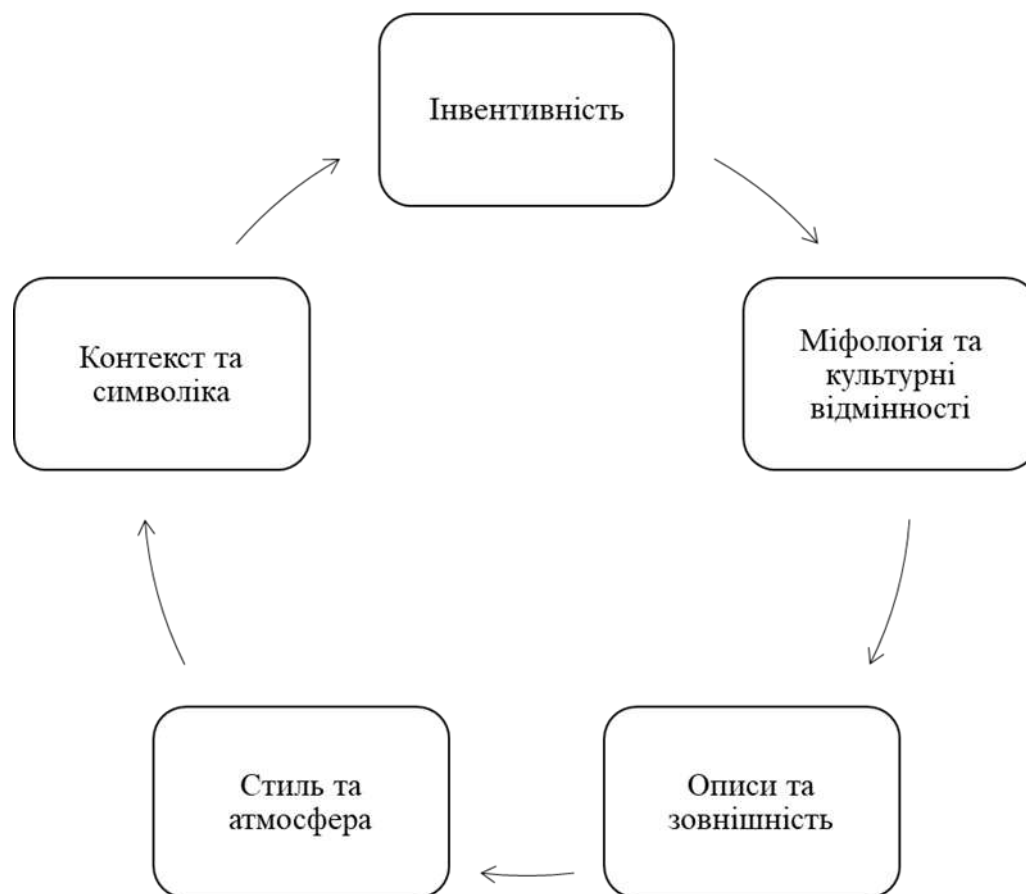 Інвентивність
Міфологія та
культурні
відмінності
Описи та
зовнішність
Стиль та
атмосфера
Контекст та
символіка